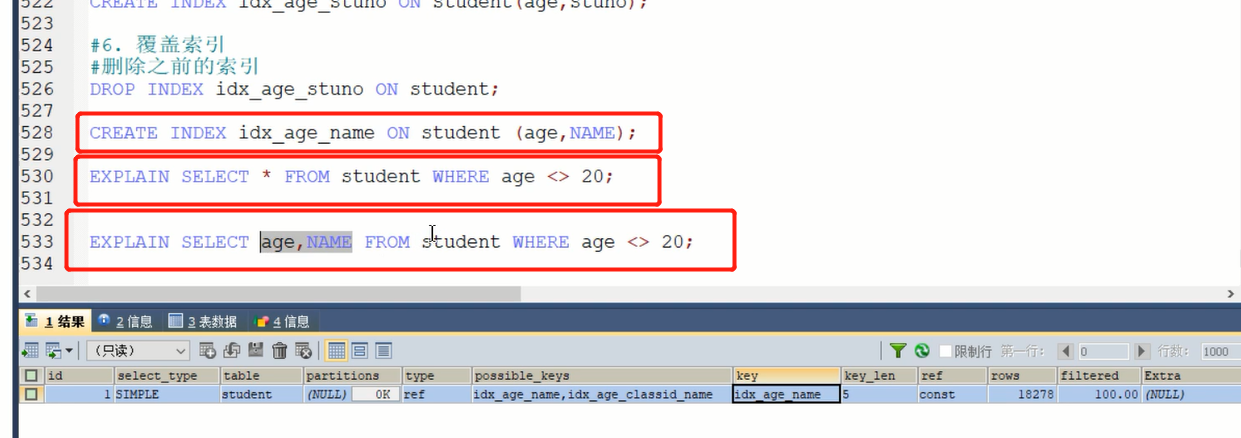 522 CREATE INDEX idx_age_stuno ON student(age,stuno);
523
524 #6. 覆盖索引
525 #删除之前的索引
526 DROP INDEX idx_age_stuno ON student;
527
528 CREATE INDEX idx_age_name ON student (age,NAME);
529
530 EXPLAIN SELECT * FROM student WHERE age <> 20;
531
532
533 EXPLAIN SELECT age,NAME FROM student WHERE age <> 20;
534
1 结果 2 信息 3 表数据 4 信息
(只读) 限制行 第一行: 0 行数: 1000
id select_type table partitions type possible_keys key key_len ref rows filtered Extra
1 SIMPLE student (NULL) 0K ref idx_age_name,idx_age_classid_name idx_age_name 5 const 18278 100.00 (NULL)